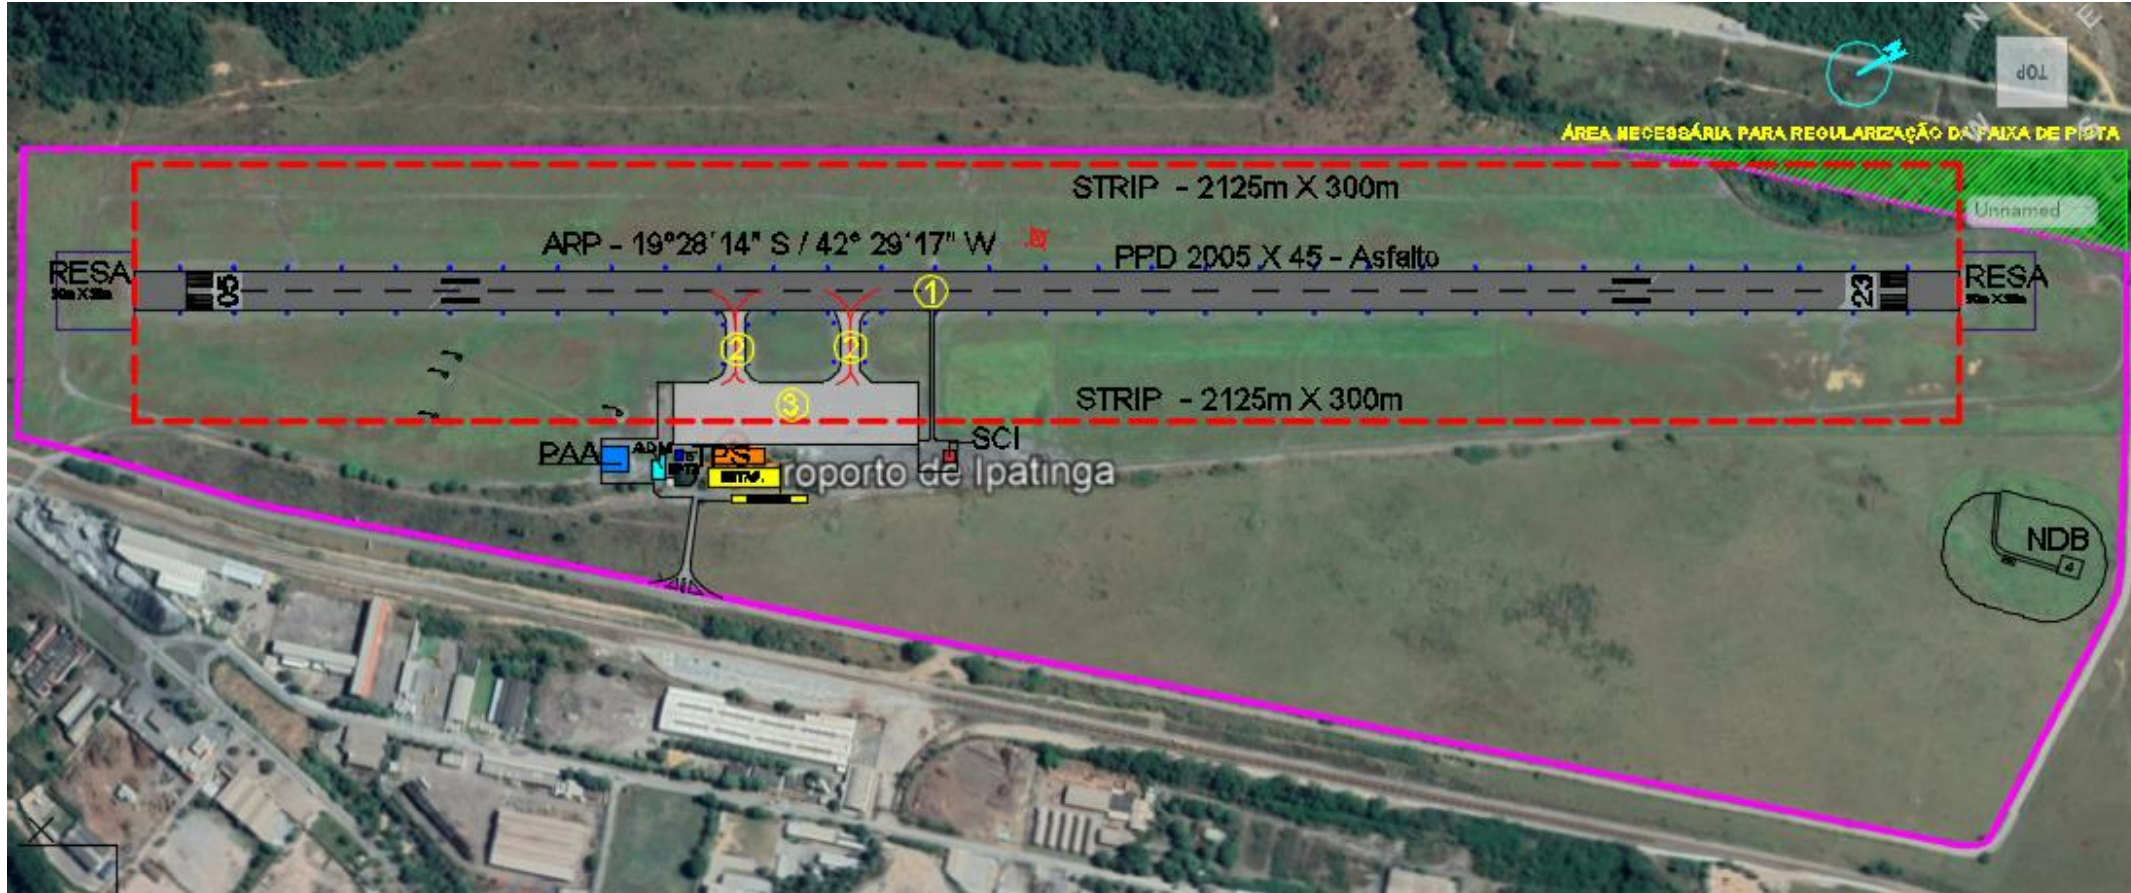 N
E
TOP
N
ÁREA NECESSÁRIA PARA REGULARIZAÇÃO DA FAIXA DE PISTA
STRIP - 2125m X 300m
Unnamed
ARP - 19°28'14" S / 42° 29'17" W
PPD 2005 X 45 - Asfalto
RESA
RESA
05
1
23
2
2
3
STRIP - 2125m X 300m
PAA
ADM
TPS
SCI
roporto de Ipatinga
NDB
4
X